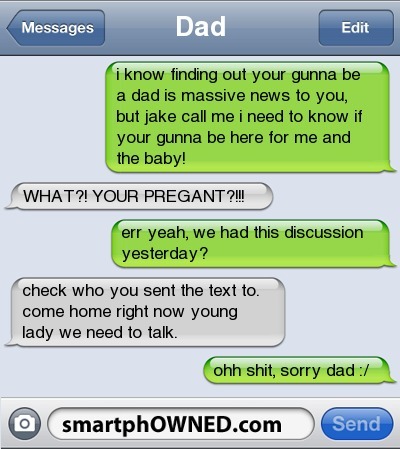 Messages
Dad
Edit
i know finding out your gunna be
a dad is massive news to you,
but jake call me i need to know if
your gunna be here for me and
the baby!
WHAT?! YOUR PREGANT?!!!
err yeah, we had this discussion
yesterday?
check who you sent the text to.
come home right now young
lady we need to talk.
ohh shit, sorry dad :/
smartphOWNED.com
Send